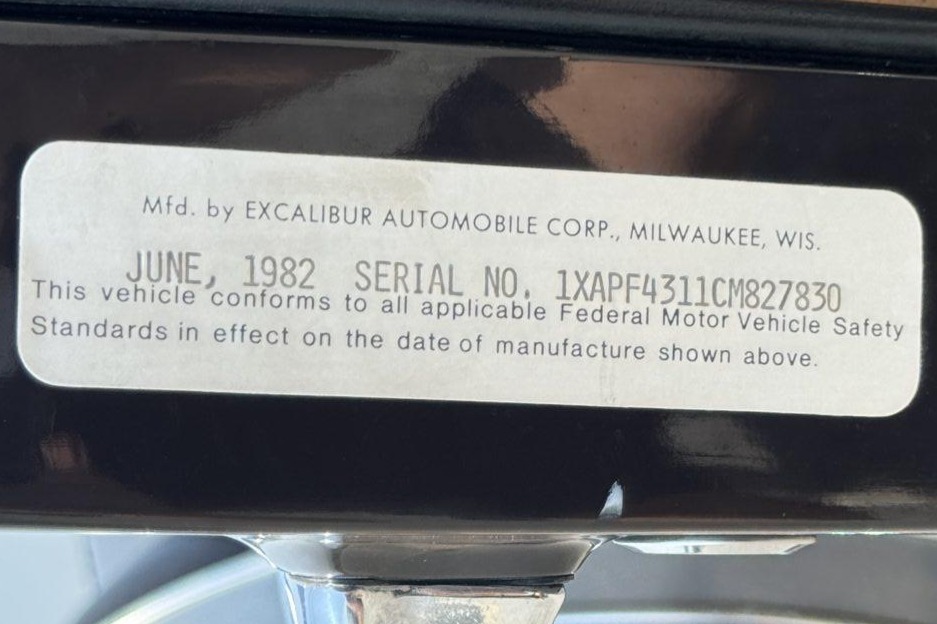 Mfd. by EXCALIBUR AUTOMOBILE CORP., MILWAUKEE, WIS.
JUNE, 1982 SERIAL NO. 1XAPF4311CM827830
This vehicle conforms to all applicable Federal Motor Vehicle Safety
Standards in effect on the date of manufacture shown above.